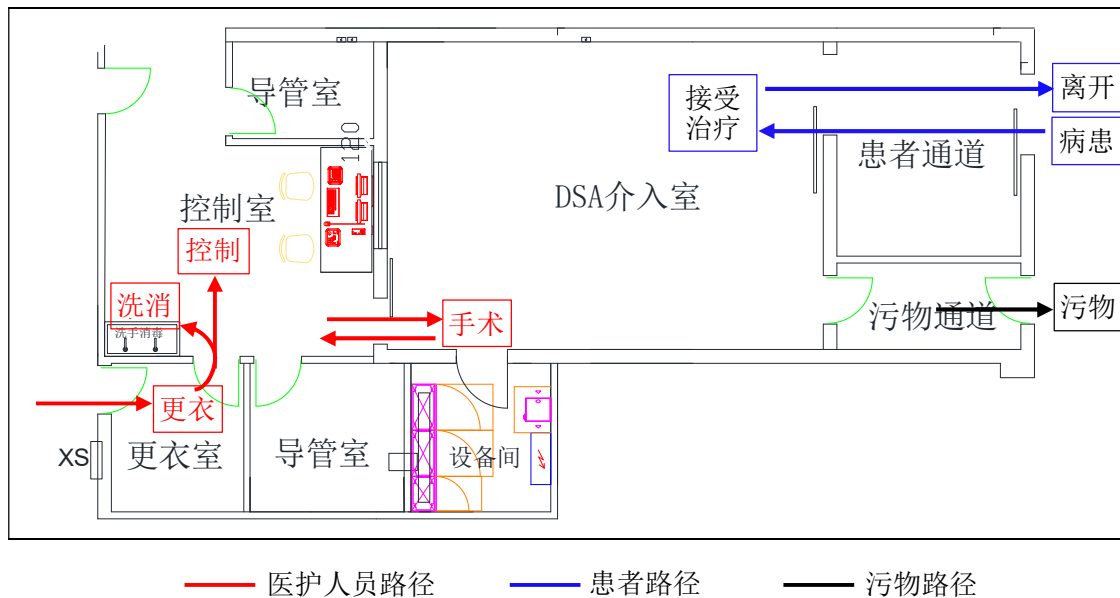 导管室
120
接受
治疗
离开
病患
患者通道
DSA介入室
控制室
控制
洗消
洗手消毒
手术
污物通道
污物
更衣
更衣室
XS
导管室
设备间
医护人员路径
患者路径
污物路径